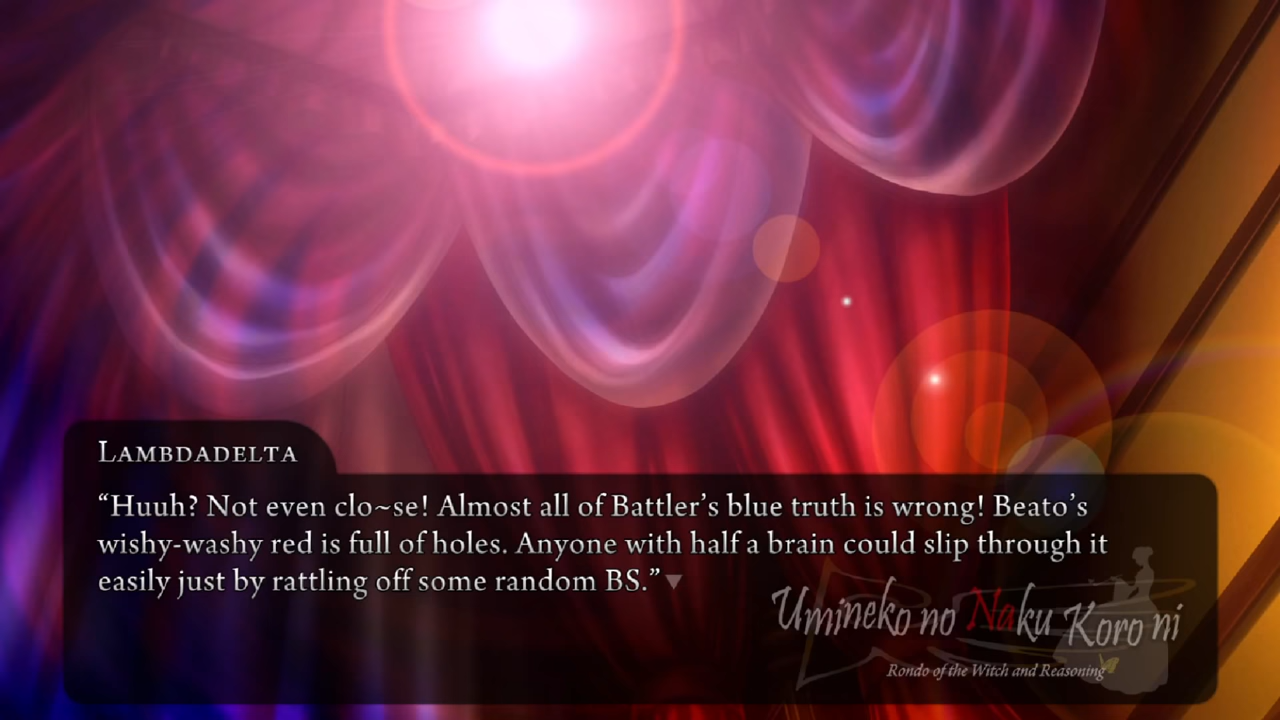 Lambdadelta
“Huuh? Not even clo~se! Almost all of Battler’s blue truth is wrong! Beato’s
wishy-washy red is full of holes. Anyone with half a brain could slip through it
easily just by rattling off some random BS.”
Umineko no Naku Koro ni
Rondo of the Witch and Reasoning